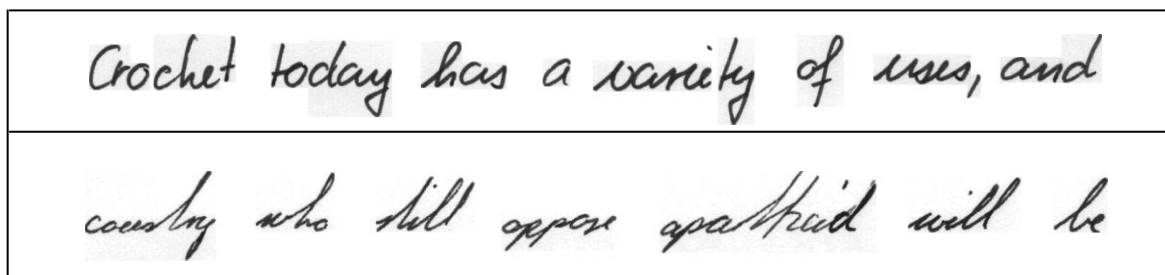 Crochet today has a variety of uses, and
country who still oppose apartheid will be